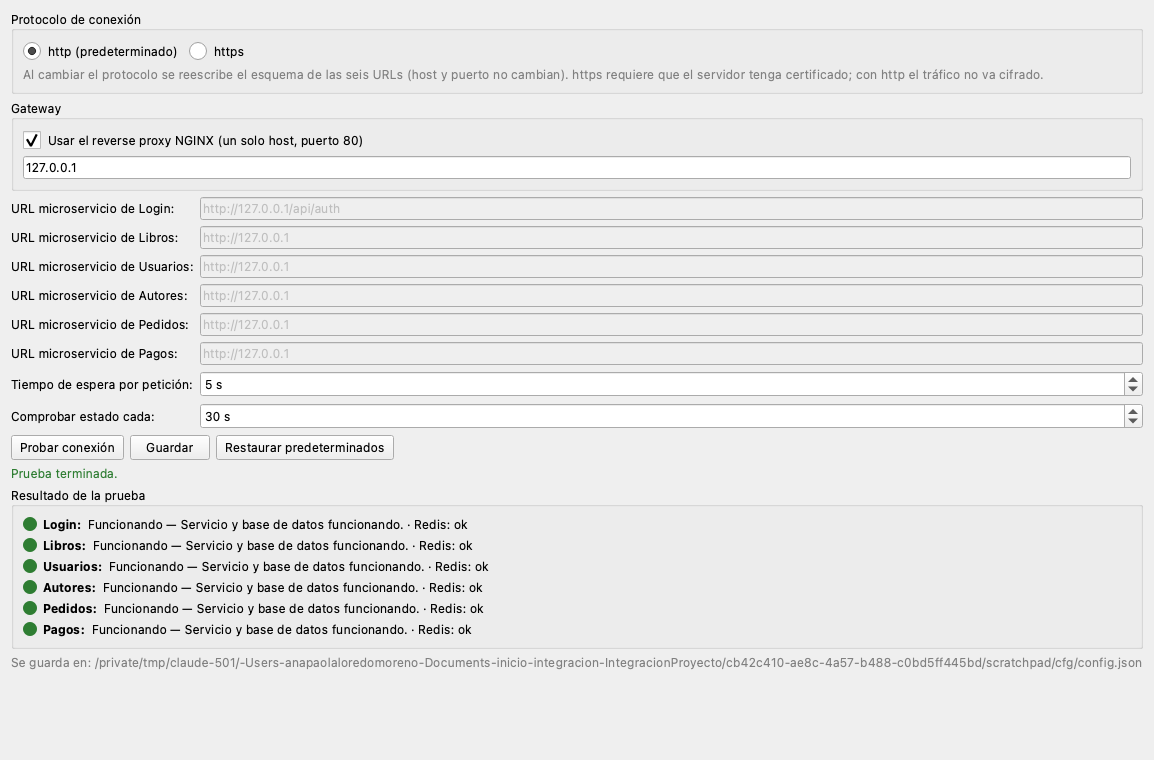 Protocolo de conexión
http (predeterminado) https
Al cambiar el protocolo se reescribe el esquema de las seis URLs (host y puerto no cambian). https requiere que el servidor tenga certificado; con http el tráfico no va cifrado.
Gateway
Usar el reverse proxy NGINX (un solo host, puerto 80)
127.0.0.1
URL microservicio de Login: http://127.0.0.1/api/auth
URL microservicio de Libros: http://127.0.0.1
URL microservicio de Usuarios: http://127.0.0.1
URL microservicio de Autores: http://127.0.0.1
URL microservicio de Pedidos: http://127.0.0.1
URL microservicio de Pagos: http://127.0.0.1
Tiempo de espera por petición: 5 s
Comprobar estado cada: 30 s
Probar conexión Guardar Restaurar predeterminados
Prueba terminada.
Resultado de la prueba
Login: Funcionando — Servicio y base de datos funcionando. · Redis: ok
Libros: Funcionando — Servicio y base de datos funcionando. · Redis: ok
Usuarios: Funcionando — Servicio y base de datos funcionando. · Redis: ok
Autores: Funcionando — Servicio y base de datos funcionando. · Redis: ok
Pedidos: Funcionando — Servicio y base de datos funcionando. · Redis: ok
Pagos: Funcionando — Servicio y base de datos funcionando. · Redis: ok
Se guarda en: /private/tmp/claude-501/-Users-anapaolaloredomoreno-Documents-inicio-integracion-IntegracionProyecto/cb42c410-ae8c-4a57-b488-c0bd5ff445bd/scratchpad/cfg/config.json